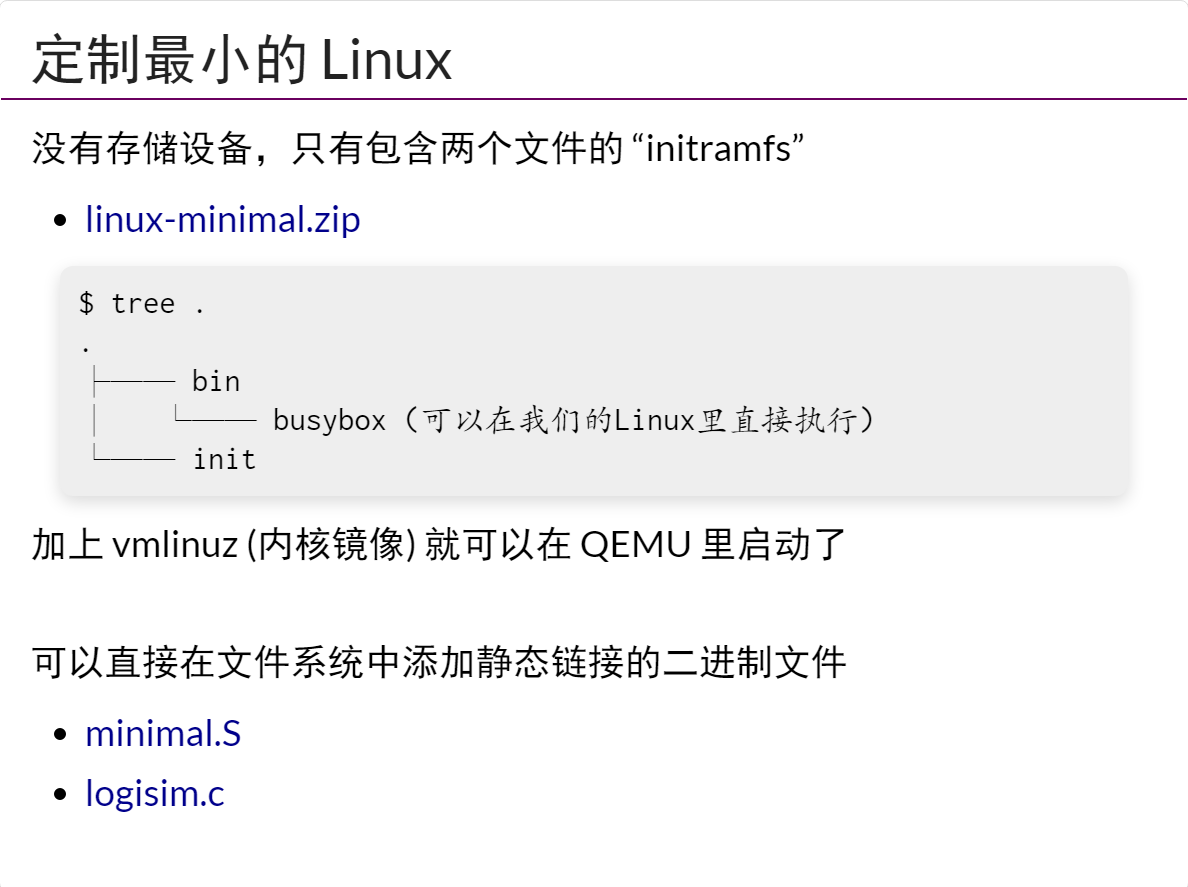 定制最小的 Linux
没有存储设备，只有包含两个文件的 “initramfs”
• linux-minimal.zip
$ tree .
.
├── bin
│   └── busybox (可以在我们的Linux里直接执行)
└── init
加上 vmlinuz (内核镜像) 就可以在 QEMU 里启动了
可以直接在文件系统中添加静态链接的二进制文件
• minimal.S
• logisim.c